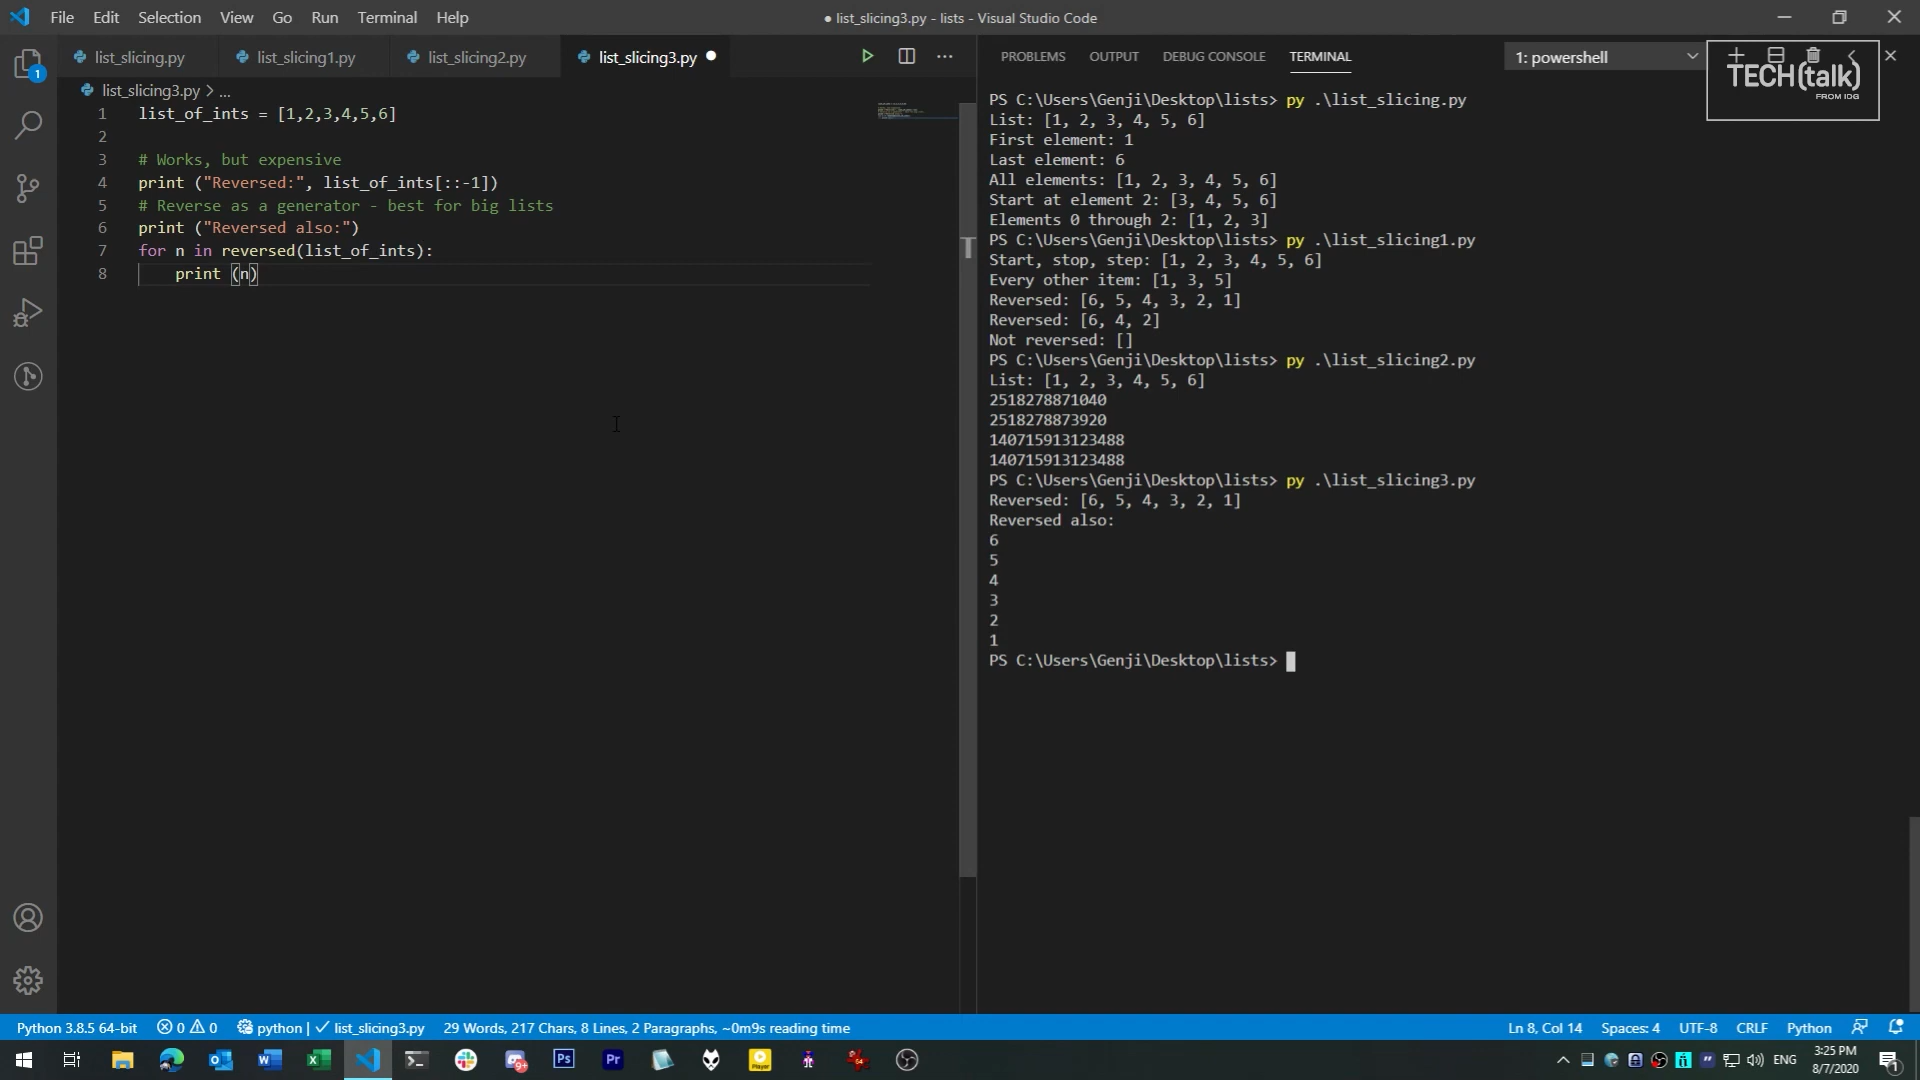 File Edit Selection View Go Run Terminal Help
● list_slicing3.py - lists - Visual Studio Code
list_slicing.py list_slicing1.py list_slicing2.py list_slicing3.py
list_slicing3.py > ...
1 list_of_ints = [1,2,3,4,5,6]
2
3 # Works, but expensive
4 print ("Reversed:", list_of_ints[::-1])
5 # Reverse as a generator - best for big lists
6 print ("Reversed also:")
7 for n in reversed(list_of_ints):
8 print (n)
PROBLEMS OUTPUT DEBUG CONSOLE TERMINAL
1: powershell
TECH(talk)
FROM IDG
PS C:\Users\Genji\Desktop\lists> py .\list_slicing.py
List: [1, 2, 3, 4, 5, 6]
First element: 1
Last element: 6
All elements: [1, 2, 3, 4, 5, 6]
Start at element 2: [3, 4, 5, 6]
Elements 0 through 2: [1, 2, 3]
PS C:\Users\Genji\Desktop\lists> py .\list_slicing1.py
Start, stop, step: [1, 2, 3, 4, 5, 6]
Every other item: [1, 3, 5]
Reversed: [6, 5, 4, 3, 2, 1]
Reversed: [6, 4, 2]
Not reversed: []
PS C:\Users\Genji\Desktop\lists> py .\list_slicing2.py
List: [1, 2, 3, 4, 5, 6]
2518278871040
2518278873920
140715913123488
140715913123488
PS C:\Users\Genji\Desktop\lists> py .\list_slicing3.py
Reversed: [6, 5, 4, 3, 2, 1]
Reversed also:
6
5
4
3
2
1
PS C:\Users\Genji\Desktop\lists>
1
Python 3.8.5 64-bit 0 0 python | ✓ list_slicing3.py 29 Words, 217 Chars, 8 Lines, 2 Paragraphs, ~0m9s reading time
Ln 8, Col 14 Spaces: 4 UTF-8 CRLF Python
9+ Ps Pr Player ENG
3:25 PM
8/7/2020
1